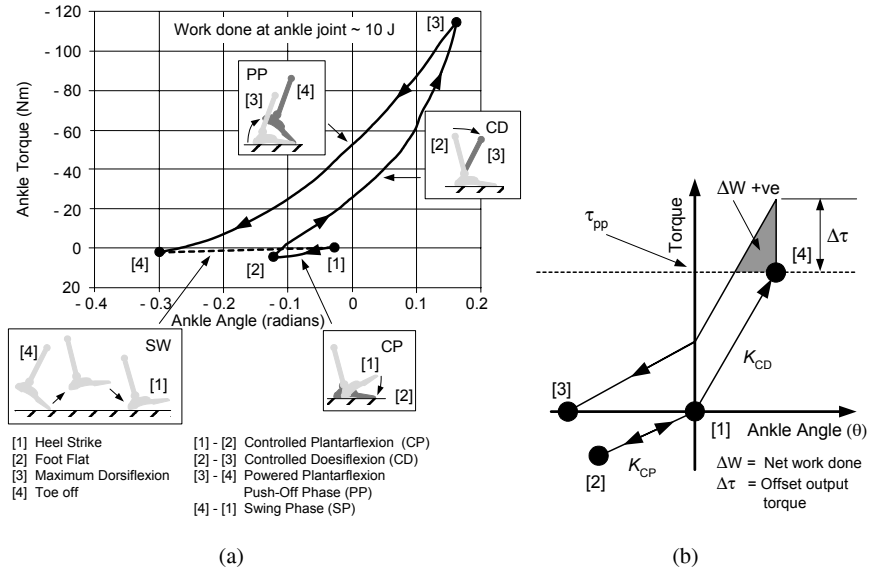 (a)
Work done at ankle joint ~ 10 J
[3]
- 120
- 100
- 80
- 60
- 40
- 20
0
20
Ankle Torque (Nm)
PP
[3]
[4]
CD
[2]
[3]
[4]
[2]
[1]
- 0.4
- 0.3
- 0.2
- 0.1
0
0.1
0.2
Ankle Angle (radians)
SW
[4]
[1]
CP
[1]
[2]
[1] Heel Strike
[2] Foot Flat
[3] Maximum Dorsiflexion
[4] Toe off
[1] - [2] Controlled Plantarflexion (CP)
[2] - [3] Controlled Doesiflexion (CD)
[3] - [4] Powered Plantarflexion
Push-Off Phase (PP)
[4] - [1] Swing Phase (SP)
(a)
Torque
ΔW +ve
τpp
Δτ
[4]
KCD
[3]
[1]
Ankle Angle (θ)
[2]
KCP
ΔW = Net work done
Δτ = Offset output
torque
(b)